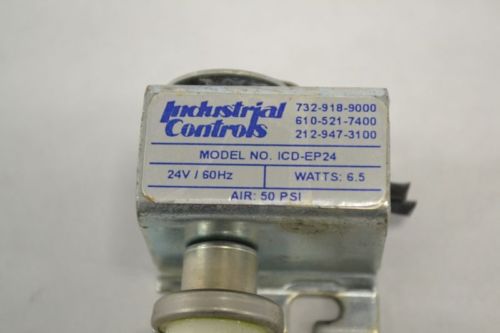 Industrial
Controls
732-918-9000
610-521-7400
212-947-3100
MODEL NO. ICD-EP24
24V / 60Hz
WATTS: 6.5
AIR: 50 PSI